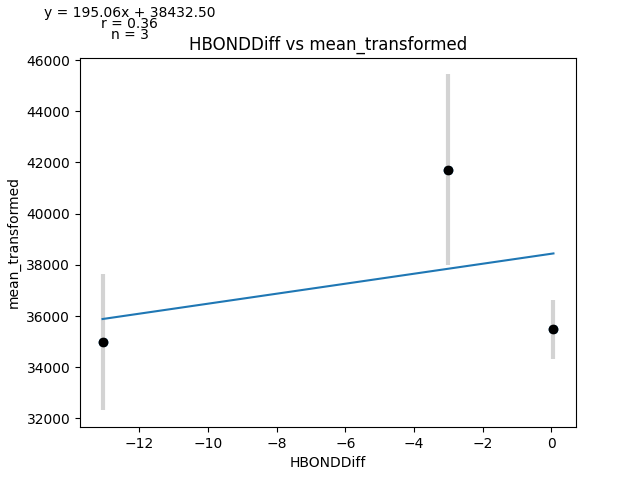 y = 195.06x + 38432.50
r = 0.36
n = 3
HBONDDiff vs mean_transformed
46000
44000
42000
40000
38000
36000
34000
32000
mean_transformed
−12
−10
−8
−6
−4
−2
0
HBONDDiff